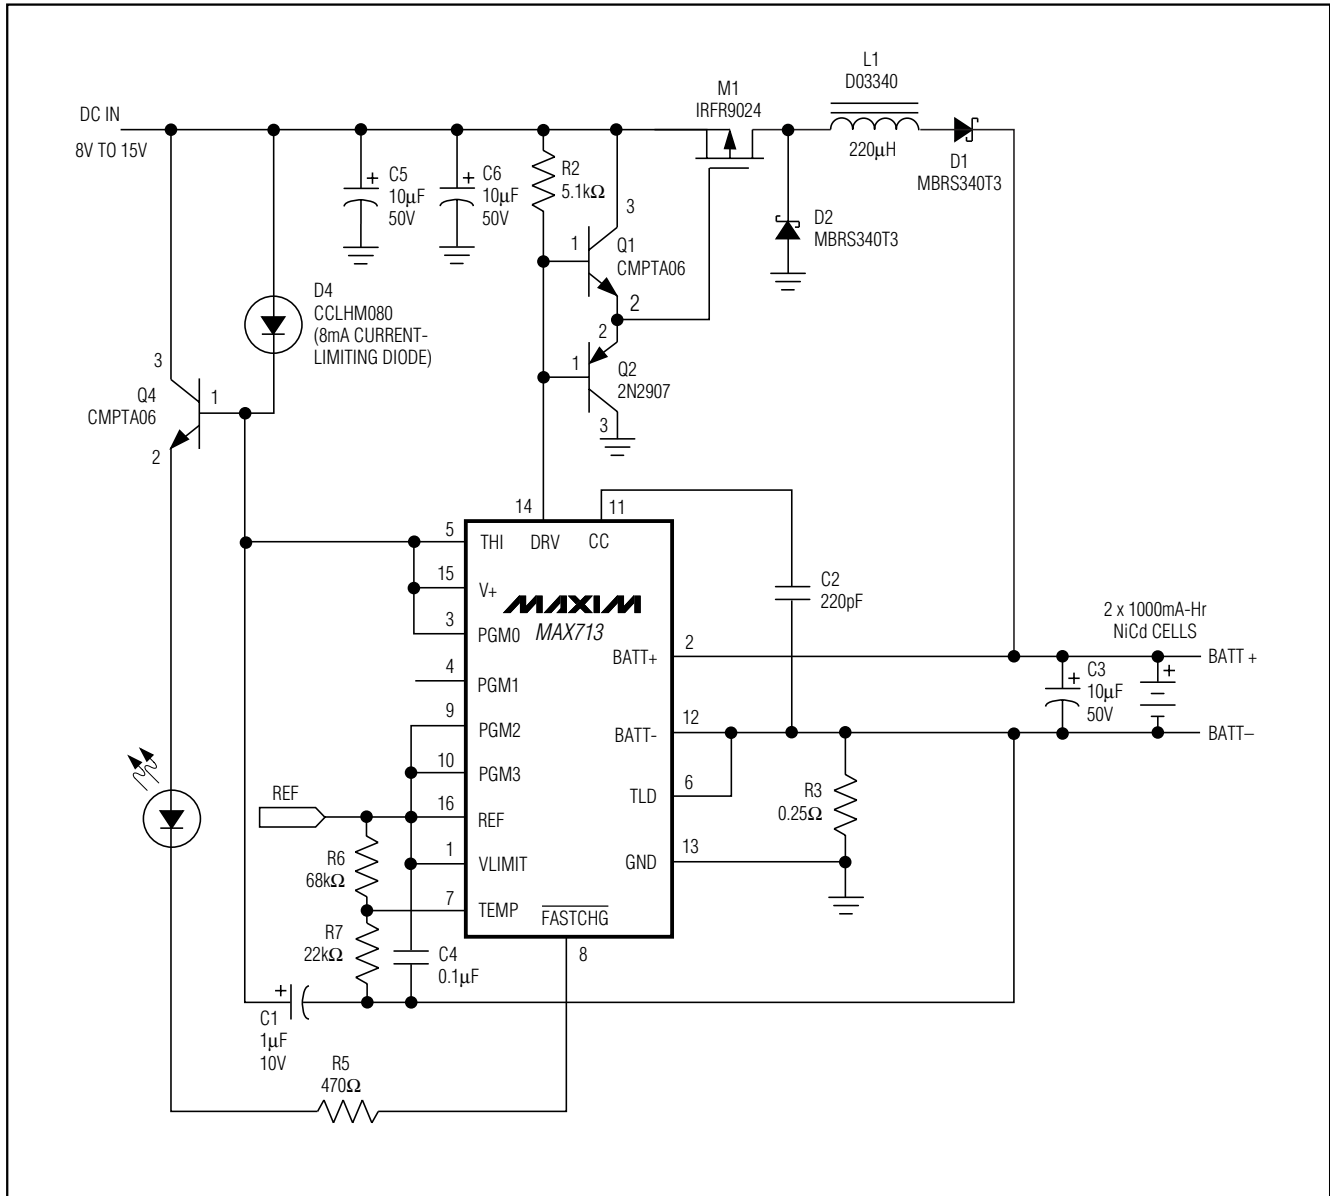 L1
D03340
M1
IRFR9024
DC IN
8V TO 15V
220μH
D1
MBRS340T3
C5
10μF
50V
C6
10μF
50V
R2
5.1kΩ
3
1
Q1
CMPTA06
2
D2
MBRS340T3
D4
CCLHM080
(8mA CURRENT-
LIMITING DIODE)
2
1
Q2
2N2907
3
3
1
Q4
CMPTA06
2
14
11
5
THI
DRV
CC
15
V+
3
PGM0
4
PGM1
9
PGM2
10
PGM3
16
REF
1
VLIMIT
7
TEMP
MAXIM
MAX713
2
BATT+
12
BATT-
6
TLD
13
GND
FASTCHG
8
C2
220pF
2 x 1000mA-Hr
NiCd CELLS
BATT +
C3
10μF
50V
BATT–
R3
0.25Ω
REF
R6
68kΩ
R7
22kΩ
C4
0.1μF
C1
1μF
10V
R5
470Ω